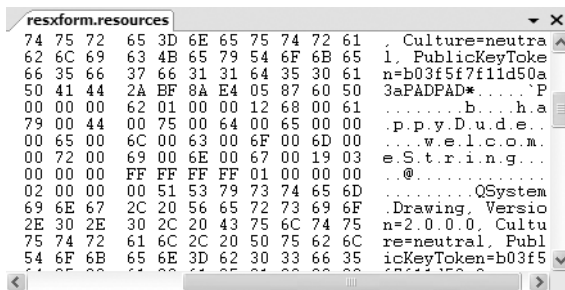 resxform.resources
74 75 72 65 3D 6E 65 75 74 72 61 , Culture=neutra
62 6C 69 63 4B 65 79 54 6F 6B 65 l, PublicKeyToke
66 35 66 37 66 31 31 64 35 30 61 n=b03f5f7f11d50a
50 41 44 2A BF 8A E4 05 87 60 50 3aPADPAD*.....`P
00 00 00 62 01 00 00 12 68 00 61 ........b....h.a
79 00 44 00 75 00 64 00 65 00 00 .p.p.y.D.u.d.e..
00 65 00 6C 00 63 00 6F 00 6D 00 ....w.e.l.c.o.m.
00 72 00 69 00 6E 00 67 00 19 03 e.S.t.r.i.n.g...
00 00 00 FF FF FF FF 01 00 00 00 ..@.............
02 00 00 00 51 53 79 73 74 65 6D .........QSystem
69 6E 67 2C 20 56 65 72 73 69 6F .Drawing, Versio
2E 30 2E 30 2C 20 43 75 6C 74 75 n=2.0.0.0, Cultu
75 74 72 61 6C 2C 20 50 75 62 6C re=neutral, Publ
54 6F 6B 65 6E 3D 62 30 33 66 35 icKeyToken=b03f5